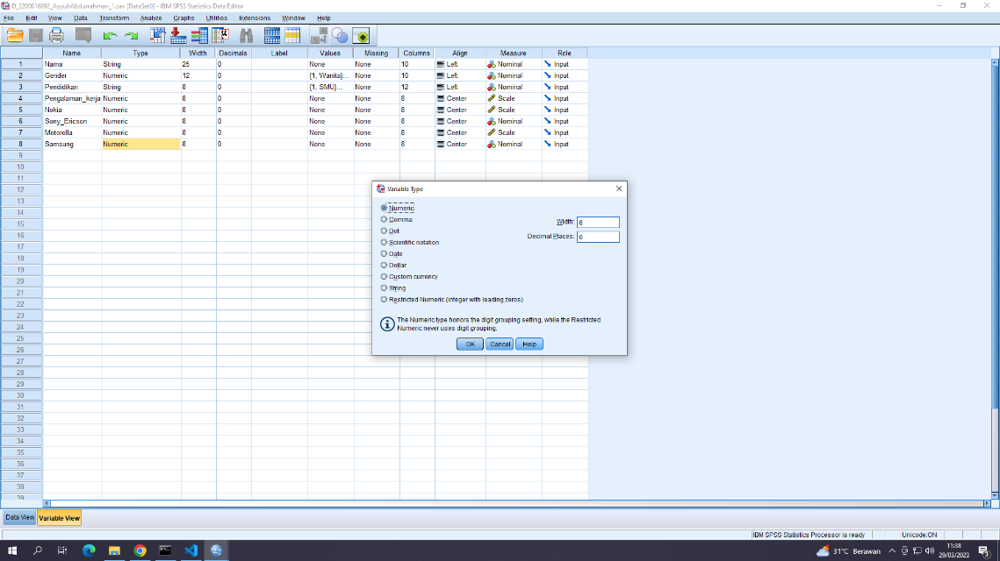 D_2200016092_AyyubAbdurrahman_1.sav [DataSet0] - IBM SPSS Statistics Data Editor
File Edit View Data Transform Analyze Graphs Utilities Extensions Window Help
Name Type Width Decimals Label Values Missing Columns Align Measure Role
1 Nama String 25 0 None None 10 Left Nominal Input
2 Gender Numeric 12 0 {1, Wanita}... None 10 Left Nominal Input
3 Pendidikan String 8 0 {1, SMU}... None 12 Left Nominal Input
4 Pengalaman_kerja Numeric 8 0 None None 8 Center Scale Input
5 Nokia Numeric 8 0 None None 8 Center Scale Input
6 Sony_Ericson Numeric 8 0 None None 8 Center Nominal Input
7 Motorolla Numeric 8 0 None None 8 Center Scale Input
8 Samsung Numeric 8 0 None None 8 Center Nominal Input
9
10
11
12
13
14
15
16
17
18
19
20
21
22
23
24
25
26
27
28
29
30
31
32
33
34
35
36
37
38
39
Variable Type
Numeric
Comma
Dot
Scientific notation
Date
Dollar
Custom currency
String
Restricted Numeric (integer with leading zeros)
Width: 8
Decimal Places: 0
The Numeric type honors the digit grouping setting, while the Restricted
Numeric never uses digit grouping.
OK Cancel Help
Data View Variable View
IBM SPSS Statistics Processor is ready Unicode:ON
31°C Berawan
11:38
29/03/2023
3